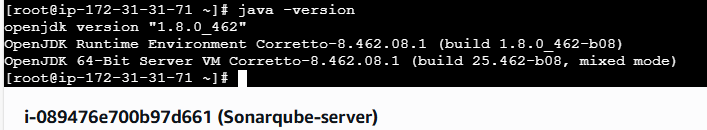 [root@ip-172-31-31-71 ~]# java -version
openjdk version "1.8.0_462"
OpenJDK Runtime Environment Corretto-8.462.08.1 (build 1.8.0_462-b08)
OpenJDK 64-Bit Server VM Corretto-8.462.08.1 (build 25.462-b08, mixed mode)
[root@ip-172-31-31-71 ~]#
i-089476e700b97d661 (Sonarqube-server)